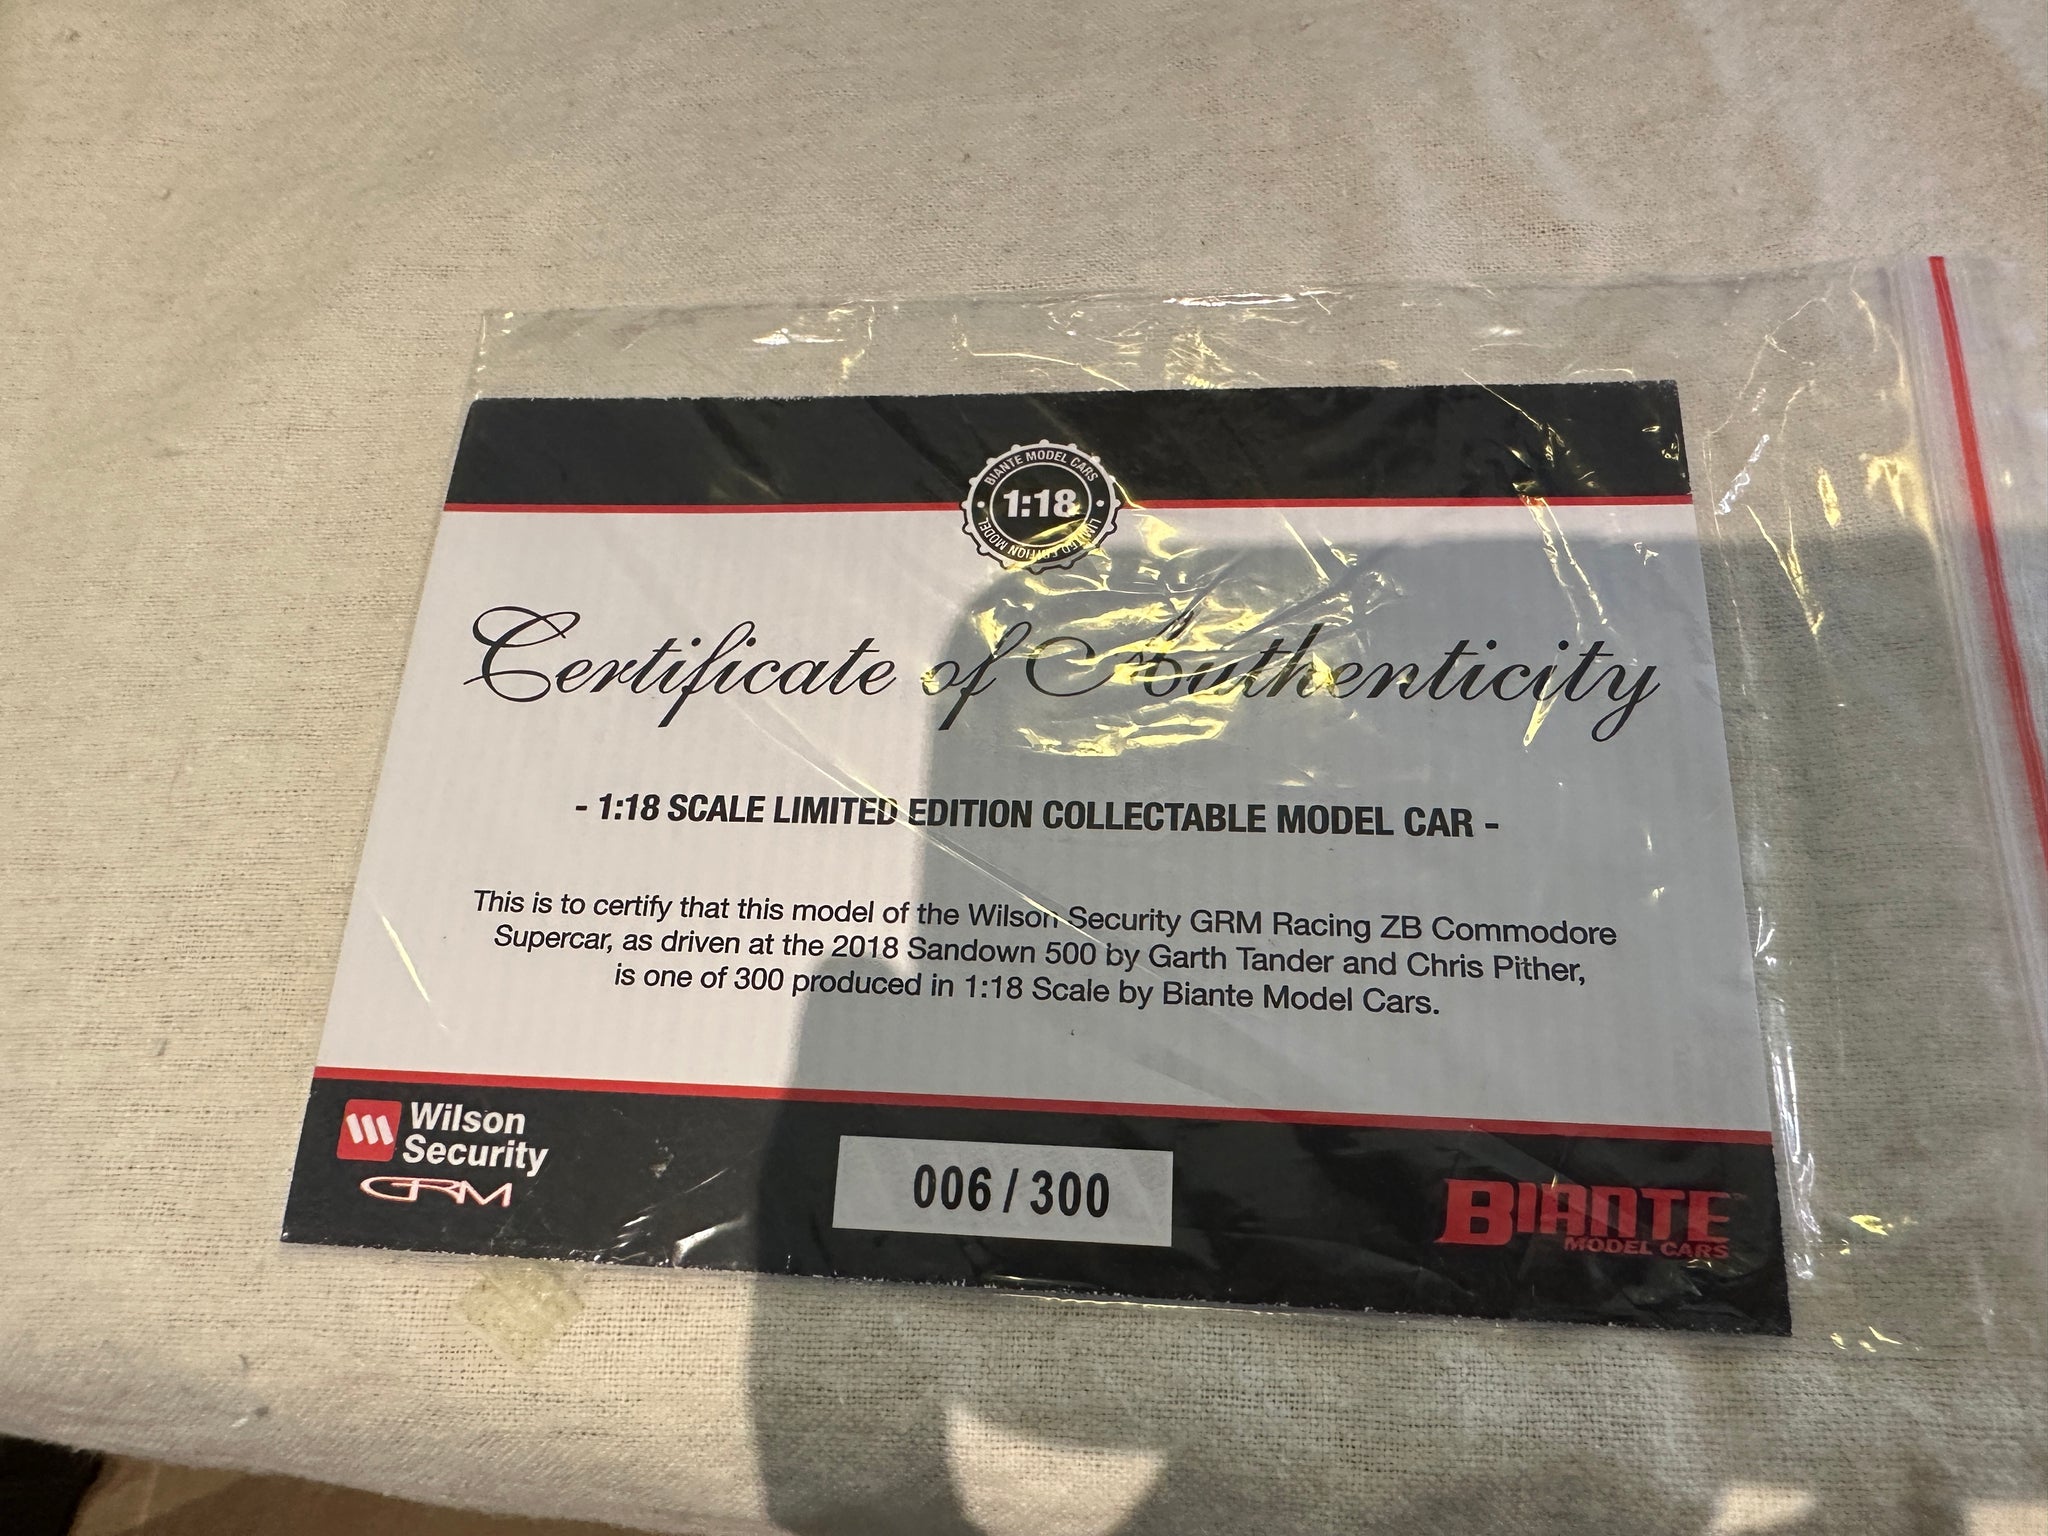 BIANTE MODEL CARS
1:18
LIMITED EDITION MODEL
Certificate of Authenticity
- 1:18 SCALE LIMITED EDITION COLLECTABLE MODEL CAR -
This is to certify that this model of the Wilson Security GRM Racing ZB Commodore
Supercar, as driven at the 2018 Sandown 500 by Garth Tander and Chris Pither,
is one of 300 produced in 1:18 Scale by Biante Model Cars.
Wilson
Security
GRM
006 / 300
BIANTE
MODEL CARS